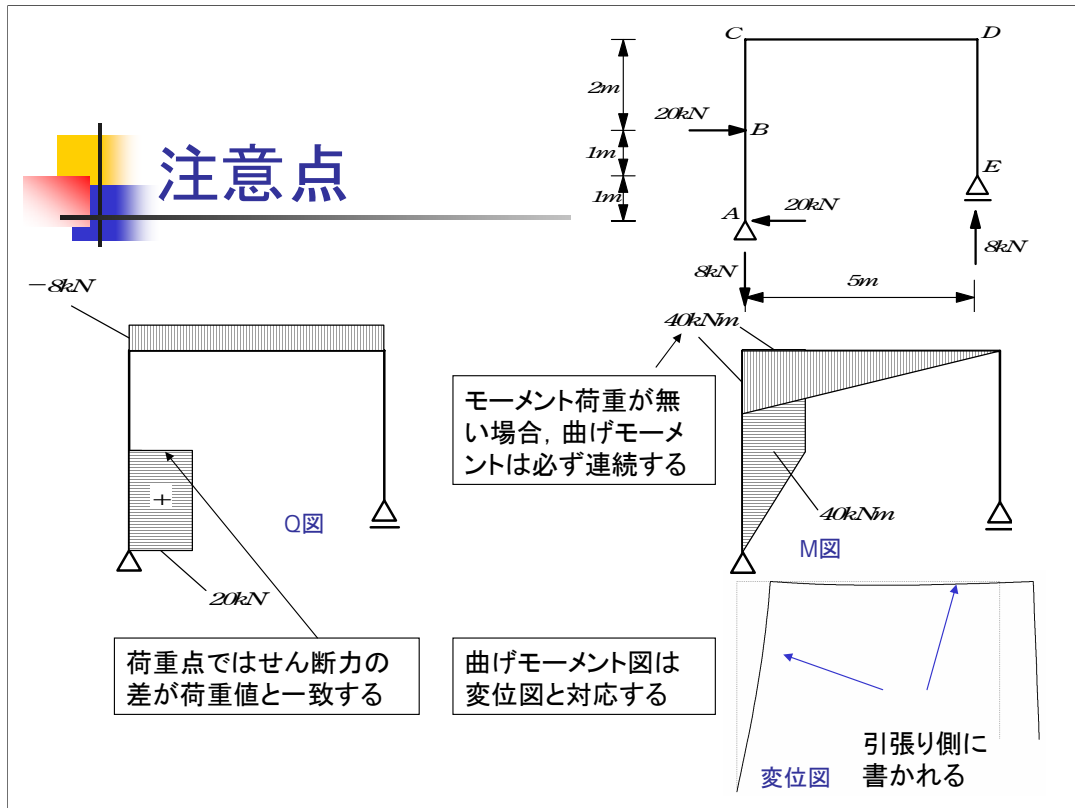 注意点
C
D
2m
20kN
B
1m
E
1m
A
20kN
8kN
8kN
5m
－8kN
＋
Q図
20kN
40kNm
モーメント荷重が無
い場合, 曲げモーメ
ントは必ず連続する
40kNm
M図
荷重点ではせん断力の
差が荷重値と一致する
曲げモーメント図は
変位図と対応する
引張り側に
書かれる
変位図